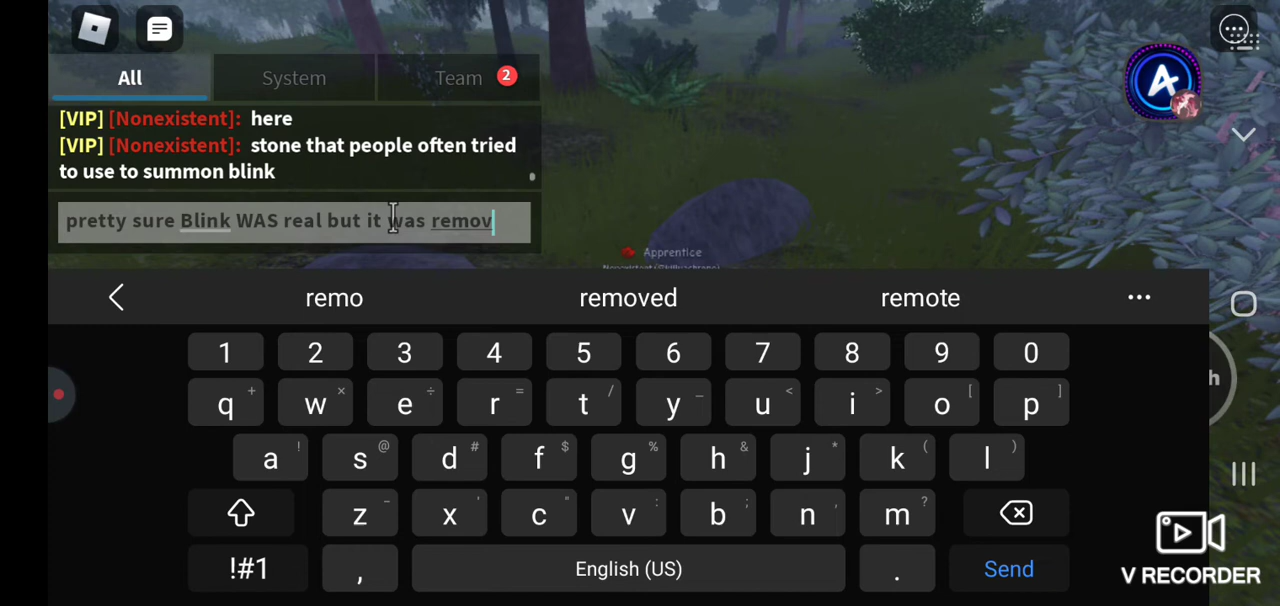 All System Team 2
[VIP] [Nonexistent]: here
[VIP] [Nonexistent]: stone that people often tried
to use to summon blink
pretty sure Blink WAS real but it was remov
Apprentice
remo removed remote ...
1 2 3 4 5 6 7 8 9 0
q + w × e ÷ r = t / y _ u < i > o [ p ]
a ! s @ d # f $ g % h & j * k ( l )
z - x ' c " v : b ; n , m ?
!#1 , English (US) . Send
V RECORDER